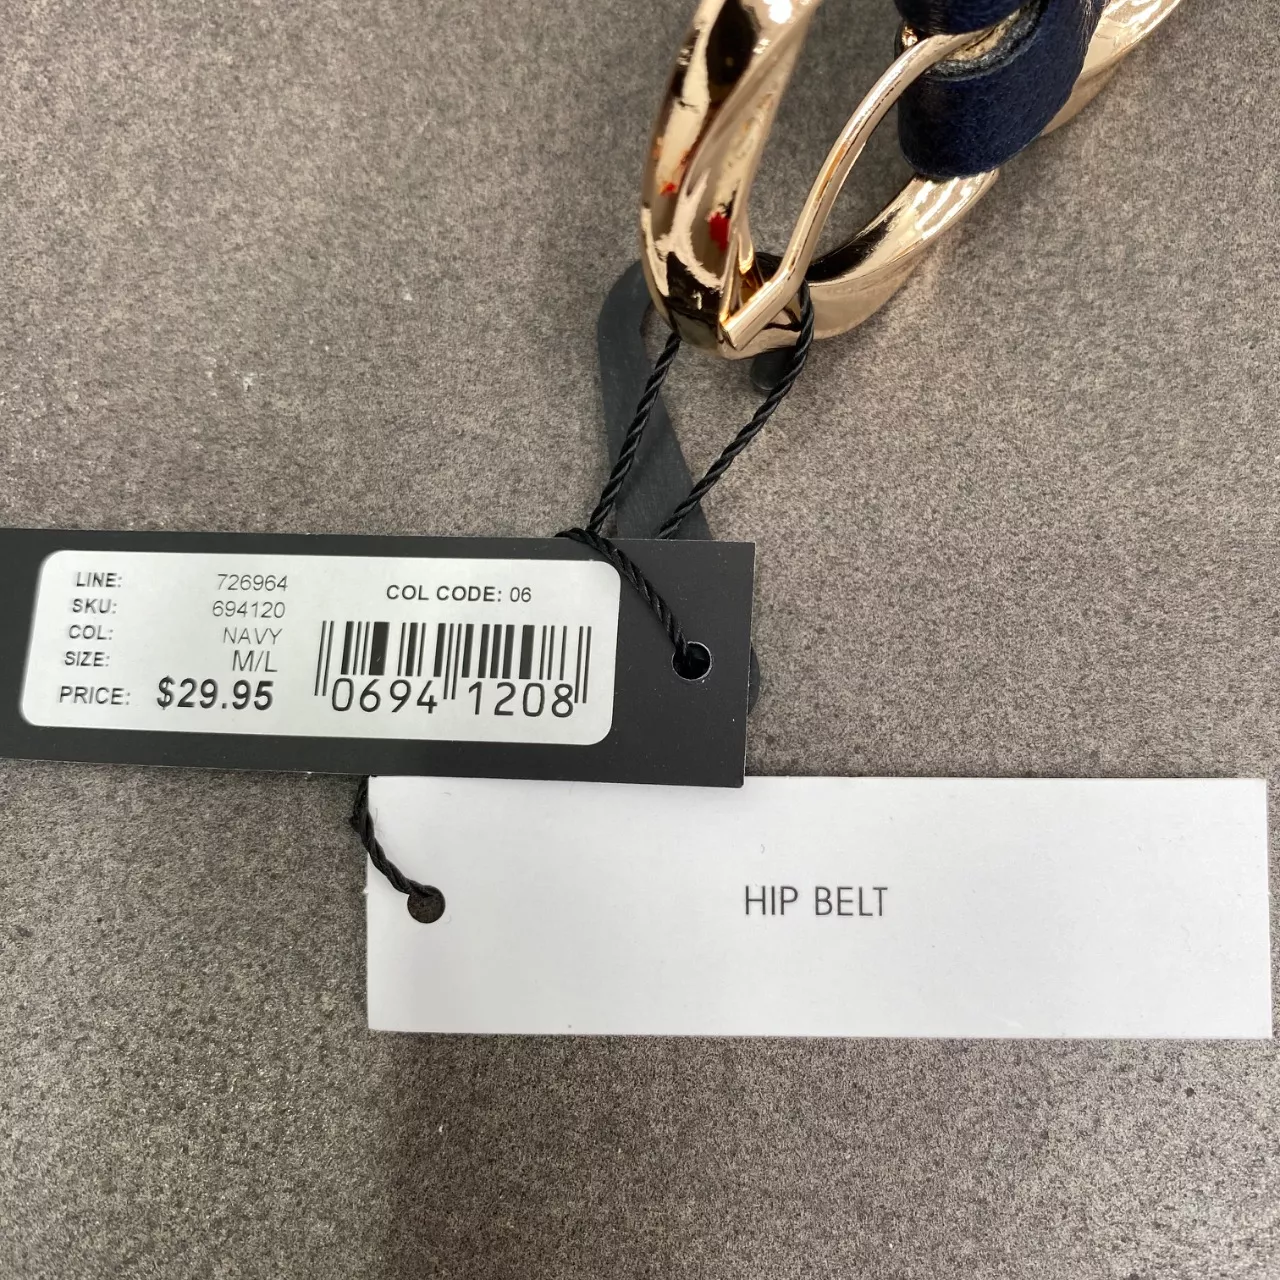 LINE: 726964
SKU: 694120
COL: NAVY
SIZE: M/L
PRICE: $29.95
COL CODE: 06
0694 1208
HIP BELT